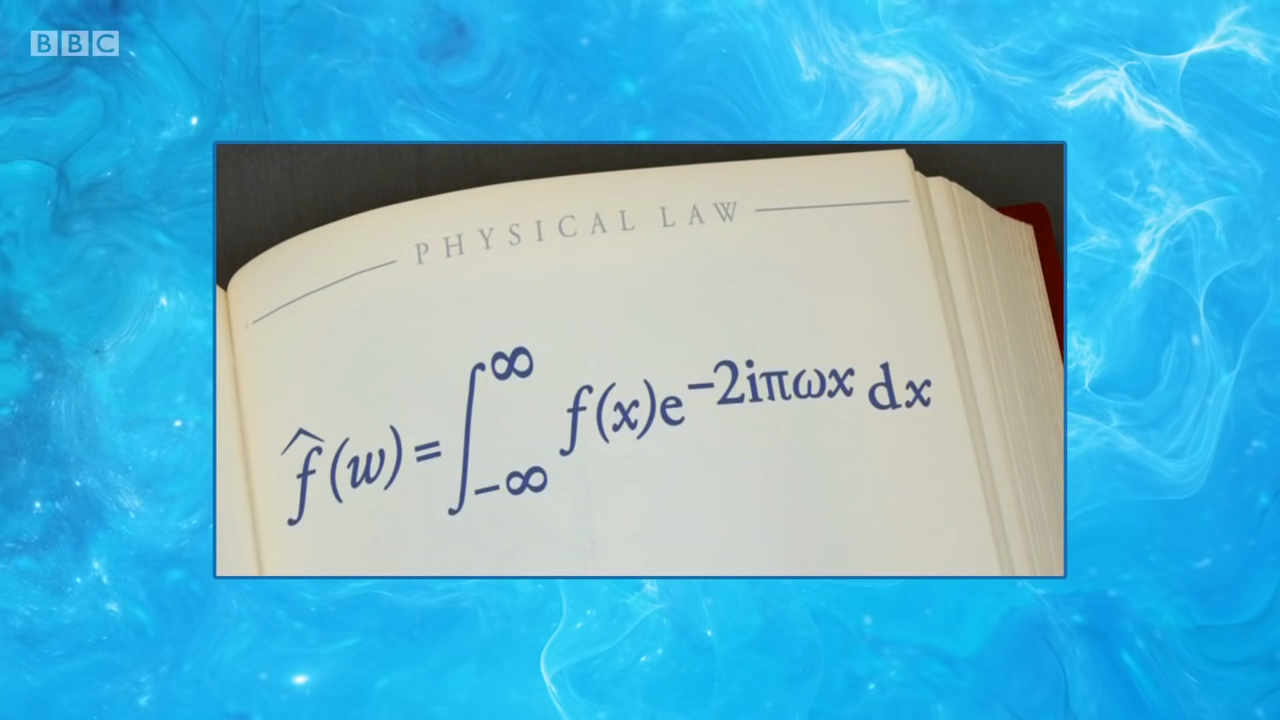 BBC
PHYSICAL LAW
f̂(w) = ∫_{-∞}^{∞} f(x)e^{−2iπωx} dx